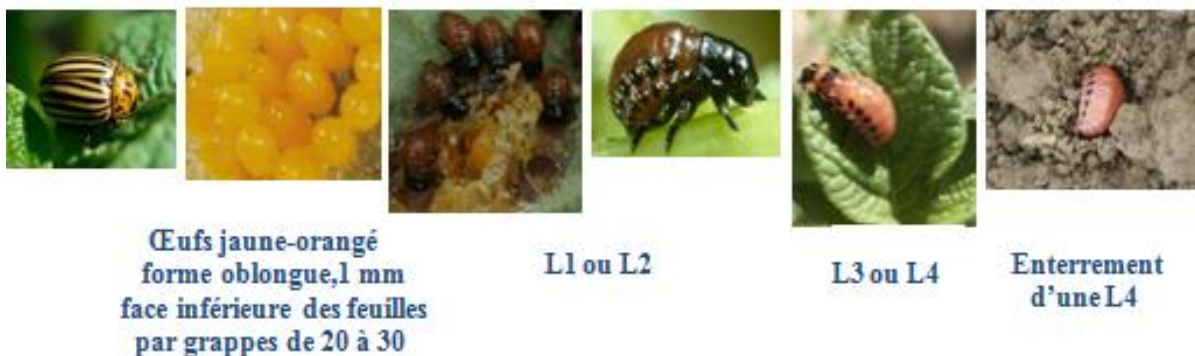 Œufs jaune-orangé
forme oblongue,1 mm
face inférieure des feuilles
par grappes de 20 à 30
L1 ou L2
L3 ou L4
Enterrement
d'une L4